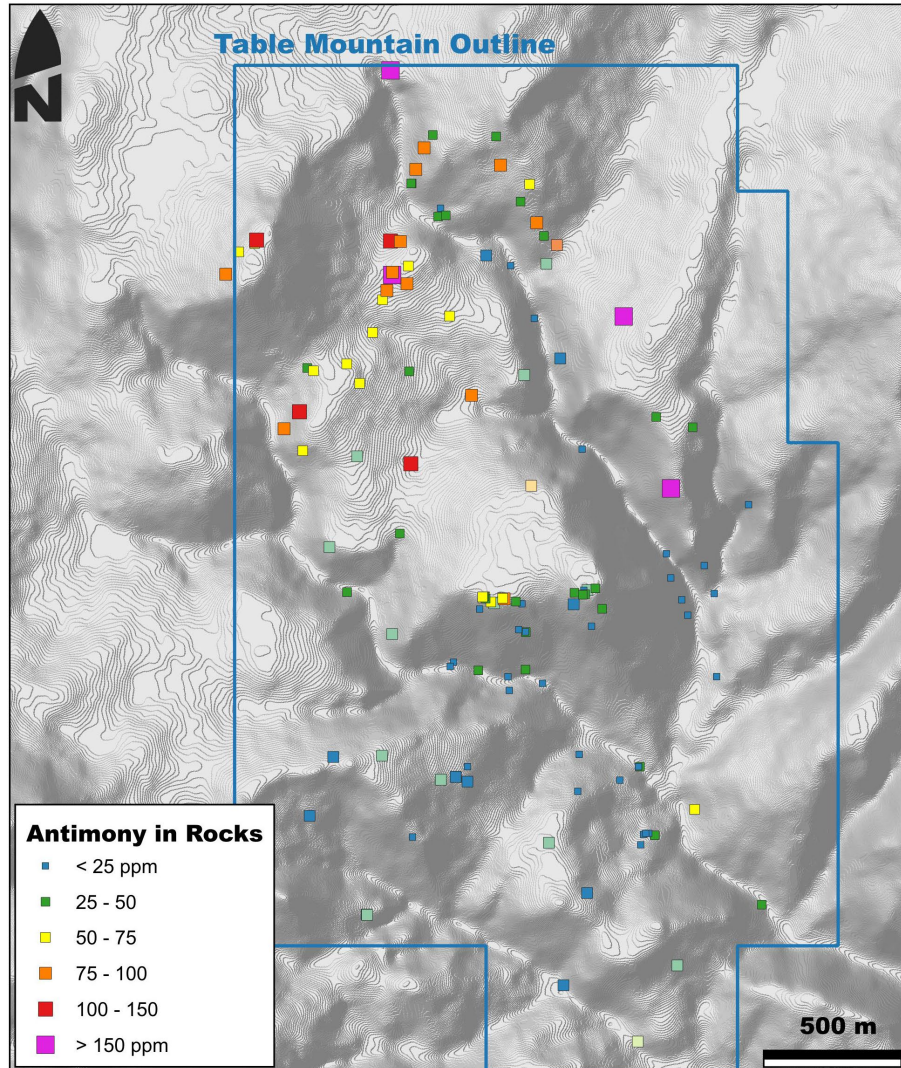 Table Mountain Outline
N
Antimony in Rocks
< 25 ppm
25 - 50
50 - 75
75 - 100
100 - 150
> 150 ppm
500 m